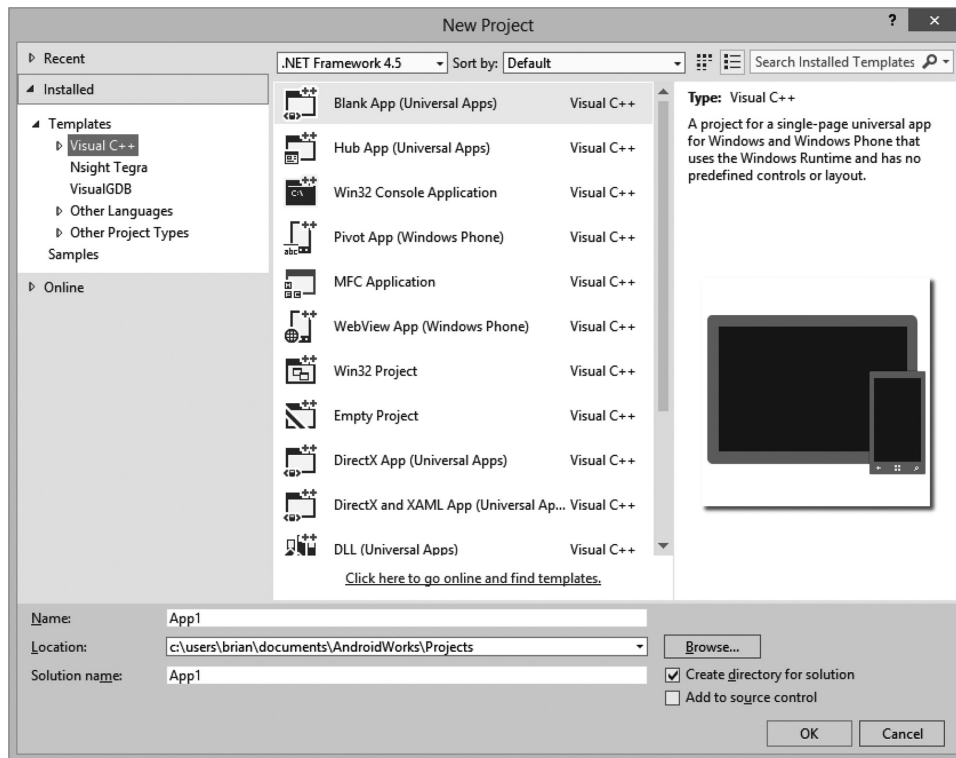 New Project
?
×
Recent
Installed
Templates
Visual C++
Nsight Tegra
VisualGDB
Other Languages
Other Project Types
Samples
Online
.NET Framework 4.5
Sort by:
Default
Search Installed Templates
Blank App (Universal Apps) Visual C++
Hub App (Universal Apps) Visual C++
Win32 Console Application Visual C++
Pivot App (Windows Phone) Visual C++
MFC Application Visual C++
WebView App (Windows Phone) Visual C++
Win32 Project Visual C++
Empty Project Visual C++
DirectX App (Universal Apps) Visual C++
DirectX and XAML App (Universal Ap... Visual C++
DLL (Universal Apps) Visual C++
Click here to go online and find templates.
Type: Visual C++
A project for a single-page universal app
for Windows and Windows Phone that
uses the Windows Runtime and has no
predefined controls or layout.
Name: App1
Location: c:\users\brian\documents\AndroidWorks\Projects
Browse...
Solution name: App1
Create directory for solution
Add to source control
OK
Cancel